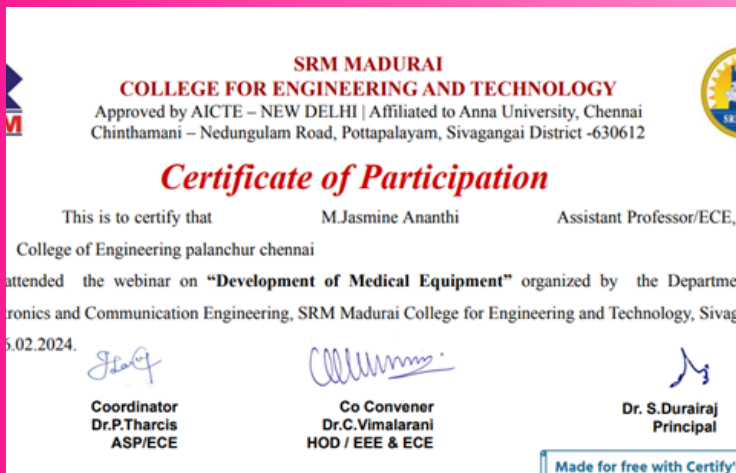 SRM MADURAI
COLLEGE FOR ENGINEERING AND TECHNOLOGY
Approved by AICTE – NEW DELHI | Affiliated to Anna University, Chennai
Chinthamani – Nedungulam Road, Pottapalayam, Sivagangai District -630612
Certificate of Participation
This is to certify that M.Jasmine Ananthi Assistant Professor/ECE,
College of Engineering palanchur chennai
attended the webinar on “Development of Medical Equipment” organized by the Departme
tronics and Communication Engineering, SRM Madurai College for Engineering and Technology, Sivag
5.02.2024.
Coordinator Co Convener Dr. S.Durairaj
Dr.P.Tharcis Dr.C.Vimalarani Principal
ASP/ECE HOD / EEE & ECE
Made for free with Certify'